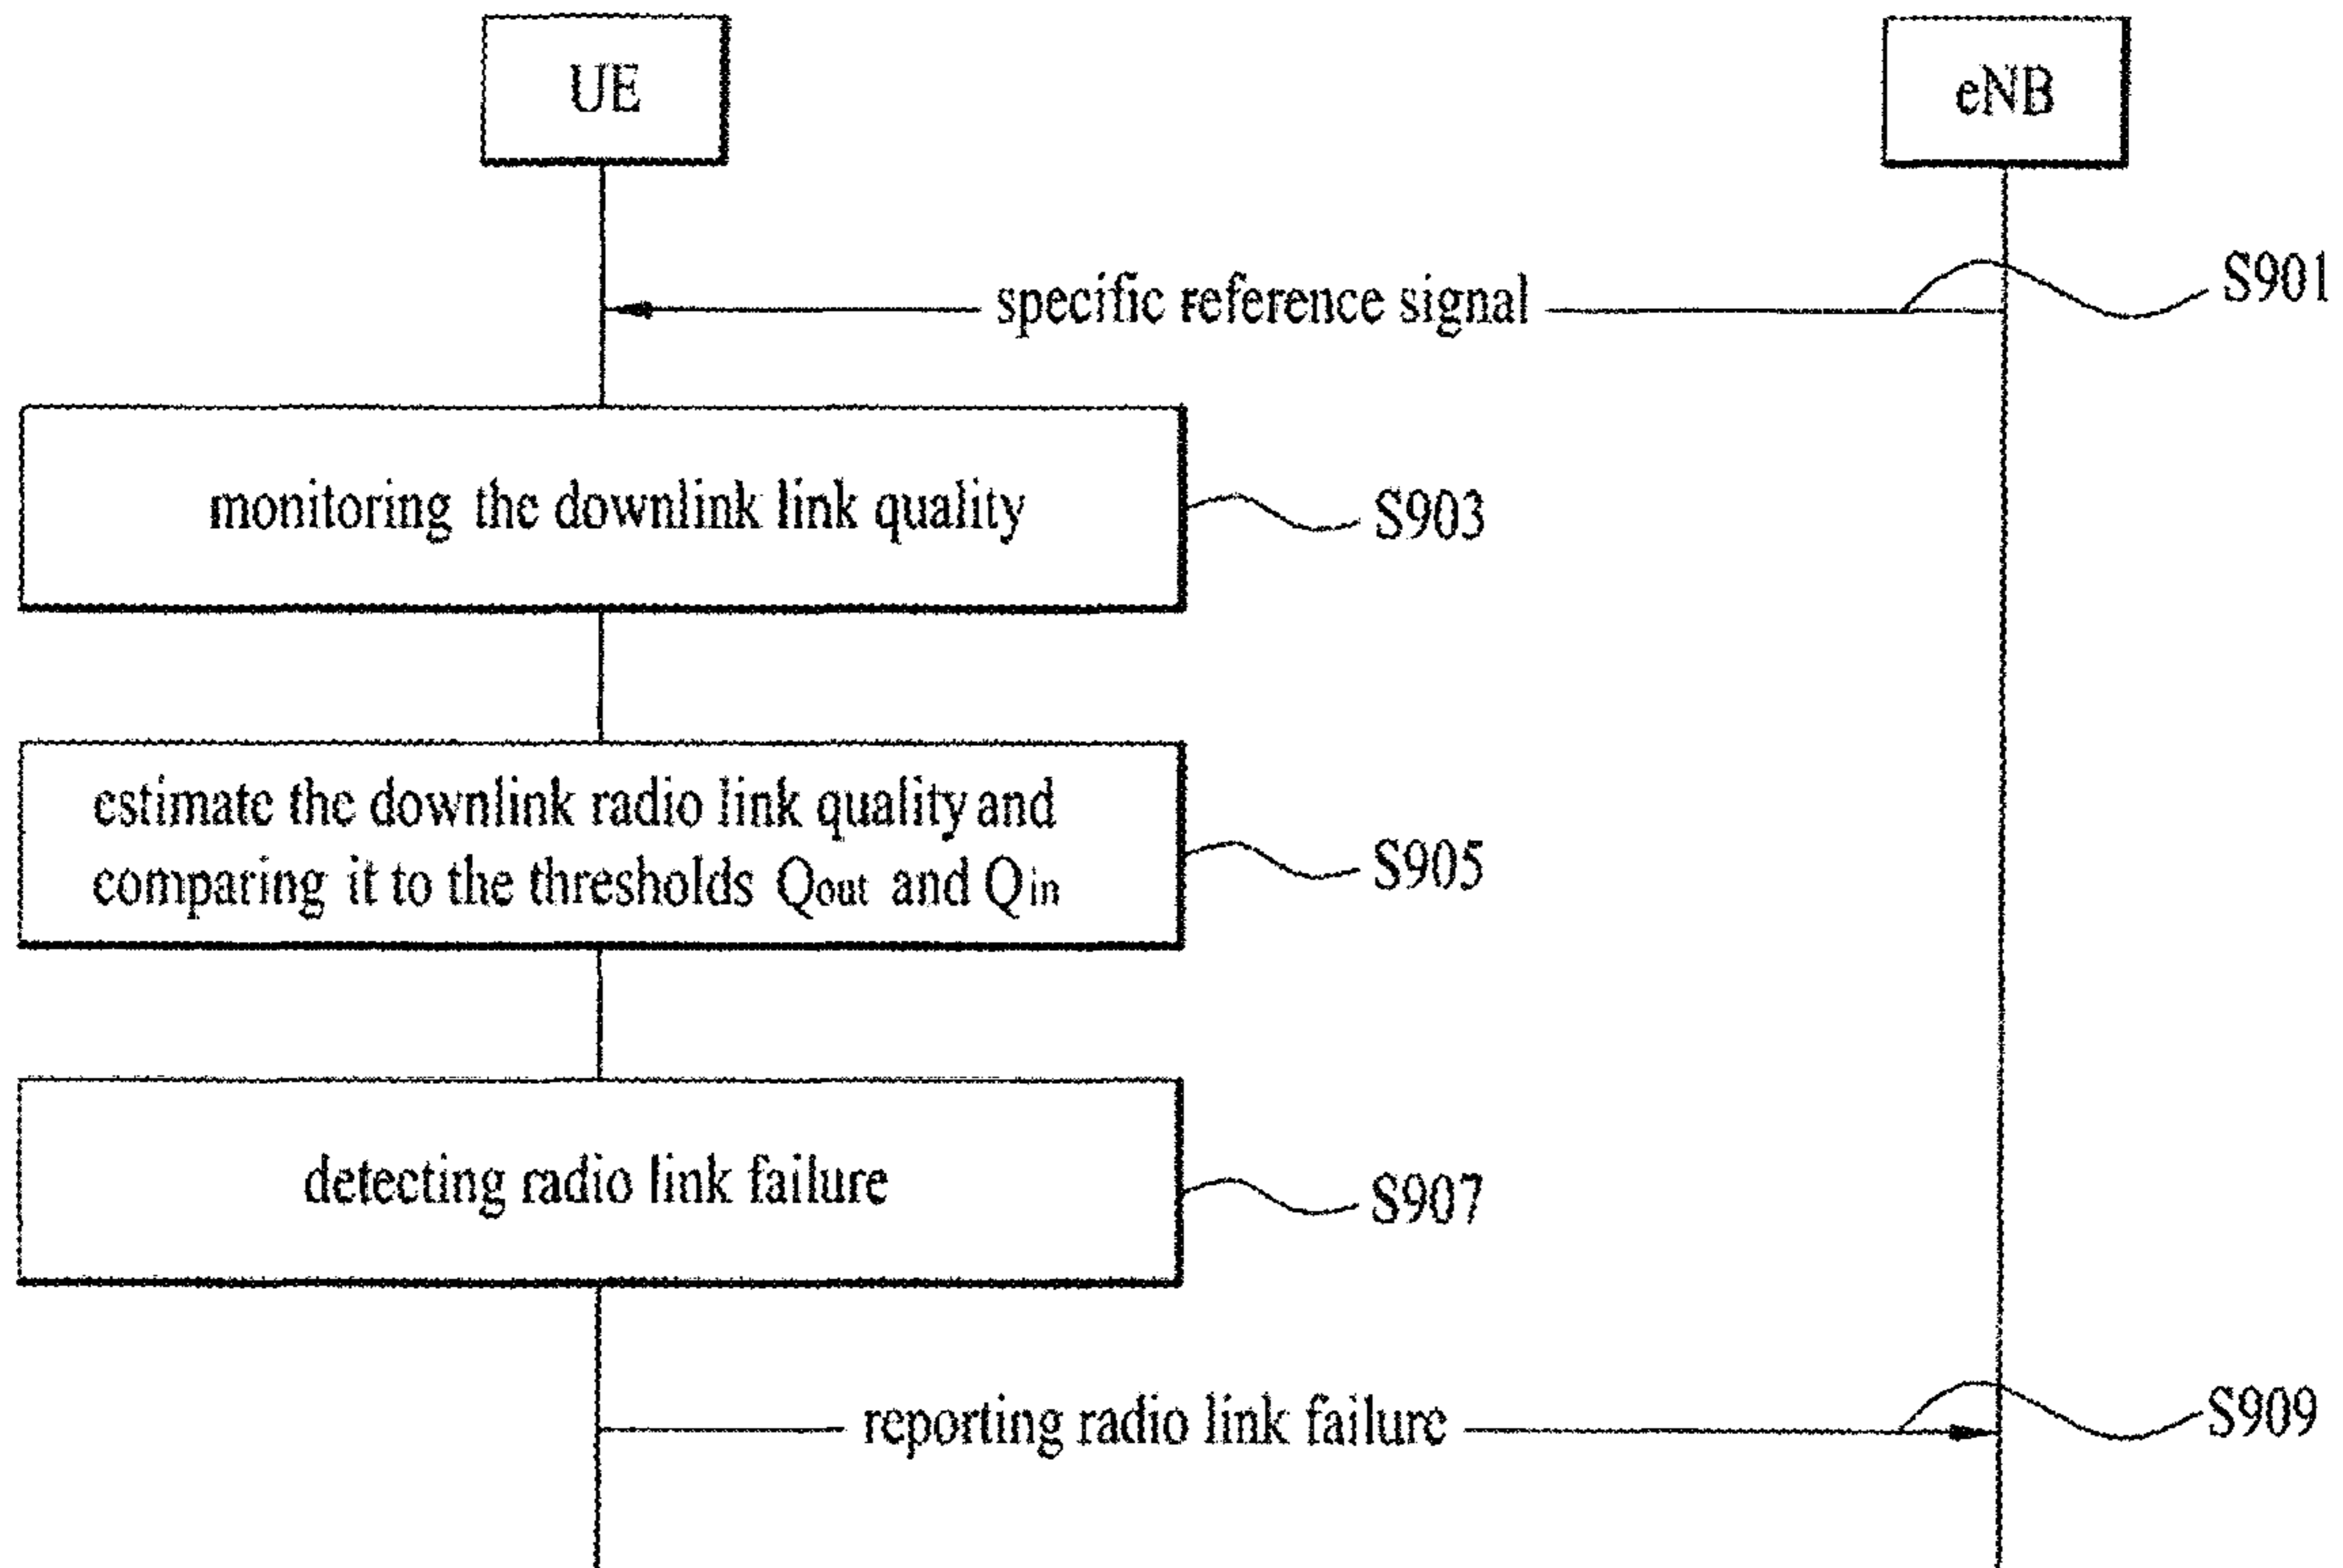 UE
eNB
specific reference signal
S901
monitoring the downlink link quality
S903
estimate the downlink radio link quality and
comparing it to the thresholds Qout and Qin
S905
detecting radio link failure
S907
reporting radio link failure
S909